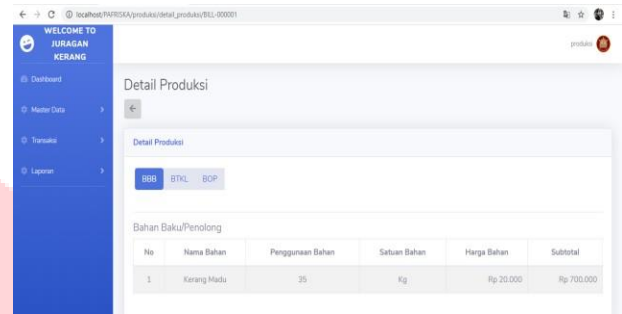 localhost/PAFRISKA/produksi/detail_produksi/BILL-000001
WELCOME TO
JURAGAN
KERANG
produksi
Dashboard
Master Data
Transaksi
Laporan
Detail Produksi
Detail Produksi
BBB BTKL BOP
Bahan Baku/Penolong
No Nama Bahan Penggunaan Bahan Satuan Bahan Harga Bahan Subtotal
1 Kerang Madu 35 Kg Rp 20.000 Rp 700.000